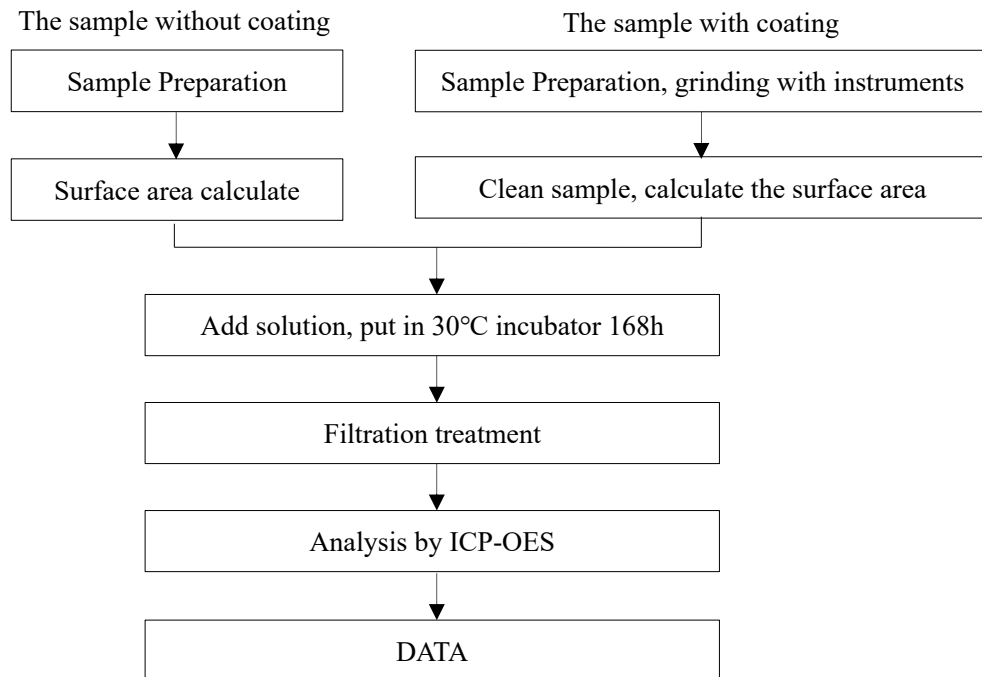 The sample without coating
The sample with coating
Sample Preparation
Sample Preparation, grinding with instruments
Surface area calculate
Clean sample, calculate the surface area
Add solution, put in 30℃ incubator 168h
Filtration treatment
Analysis by ICP-OES
DATA